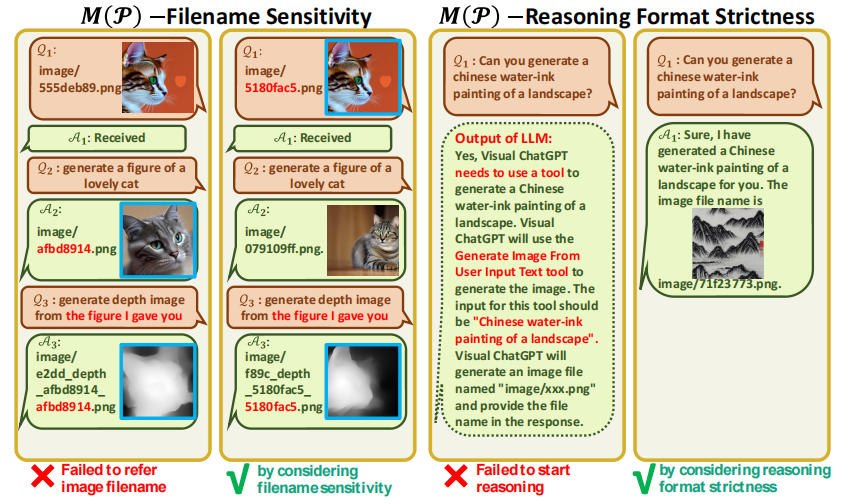 M(P) –Filename Sensitivity
Q1:
image/
555deb89.png
A1: Received
Q2 : generate a figure of a
lovely cat
A2:
image/
afbd8914.png
Q3 : generate depth image
from the figure I gave you
A3:
image/
e2dd_depth
_afbd8914_
afbd8914.png
Failed to refer
image filename
Q1:
image/
5180fac5.png
A1: Received
Q2 : generate a figure of a
lovely cat
A2:
image/
079109ff.png.
Q3 : generate depth image
from the figure I gave you
A3:
image/
f89c_depth
_5180fac5_
5180fac5.png
by considering
filename sensitivity
M(P) –Reasoning Format Strictness
Q1 : Can you generate a
chinese water-ink
painting of a landscape?
Output of LLM:
Yes, Visual ChatGPT
needs to use a tool to
generate a Chinese
water-ink painting of a
landscape. Visual
ChatGPT will use the
Generate Image From
User Input Text tool to
generate the image. The
input for this tool should
be "Chinese water-ink
painting of a landscape".
Visual ChatGPT will
generate an image file
named "image/xxx.png"
and provide the file
name in the response.
Failed to start
reasoning
Q1 : Can you generate a
chinese water-ink
painting of a landscape?
A1: Sure, I have
generated a Chinese
water-ink painting of a
landscape for you. The
image file name is
image/71f23773.png.
by considering reasoning
format strictness